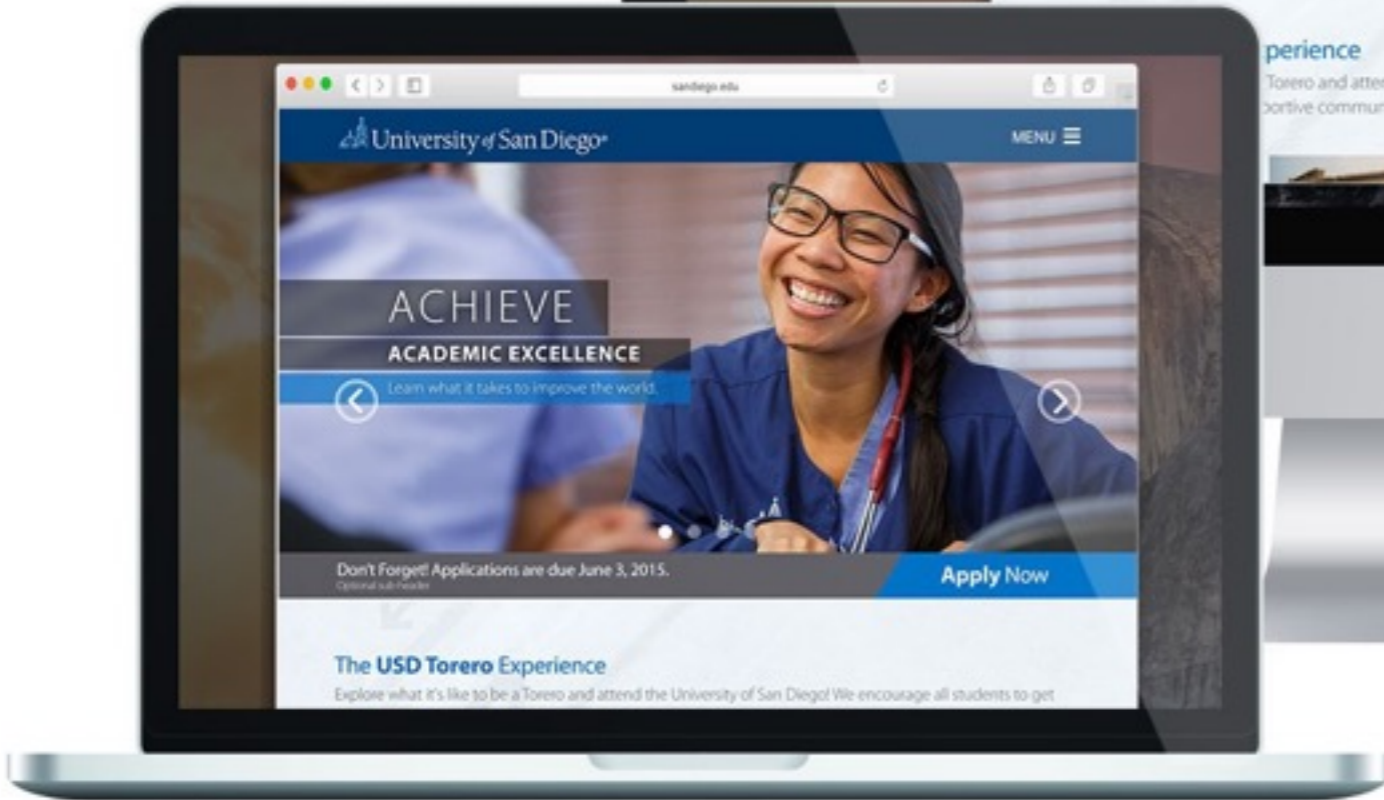 sandiego.edu
University of San Diego®
MENU
ACHIEVE
ACADEMIC EXCELLENCE
Learn what it takes to improve the world.
Don't Forget! Applications are due June 3, 2015.
Optional sub-header
Apply Now
The USD Torero Experience
Explore what it's like to be a Torero and attend the University of San Diego! We encourage all students to get
perience
Torero and atten
portive commun